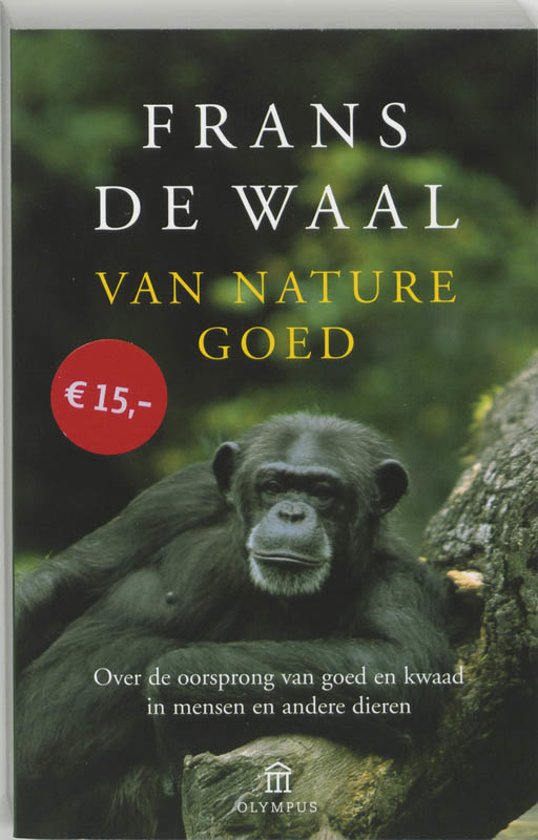 FRANS
DE WAAL
VAN NATURE
GOED
€ 15,-
Over de oorsprong van goed en kwaad
in mensen en andere dieren
OLYMPUS